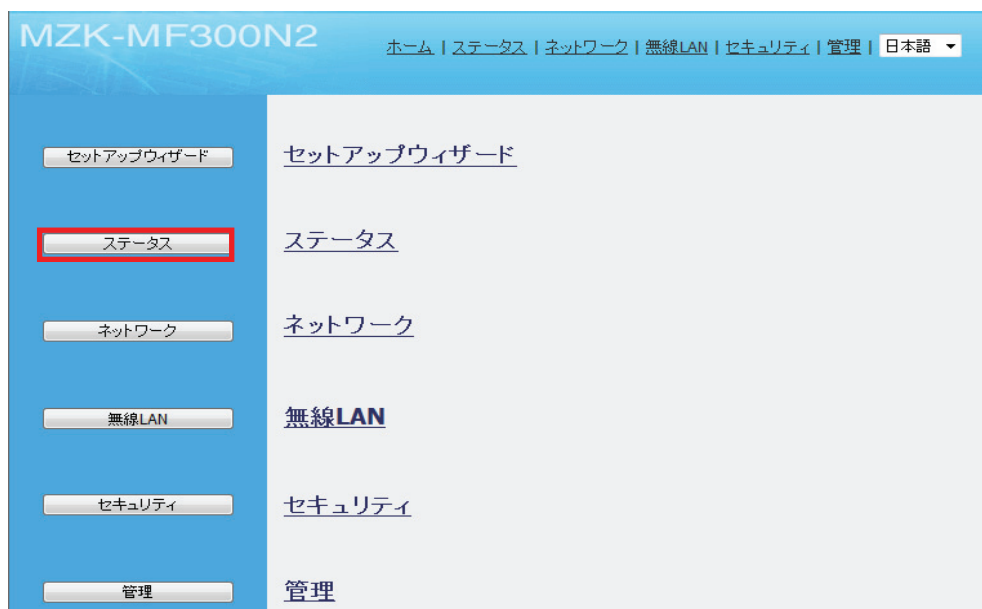 MZK-MF300N2
ホーム | ステータス | ネットワーク | 無線LAN | セキュリティ | 管理 | 日本語
セットアップウィザード セットアップウィザード
ステータス ステータス
ネットワーク ネットワーク
無線LAN 無線LAN
セキュリティ セキュリティ
管理 管理